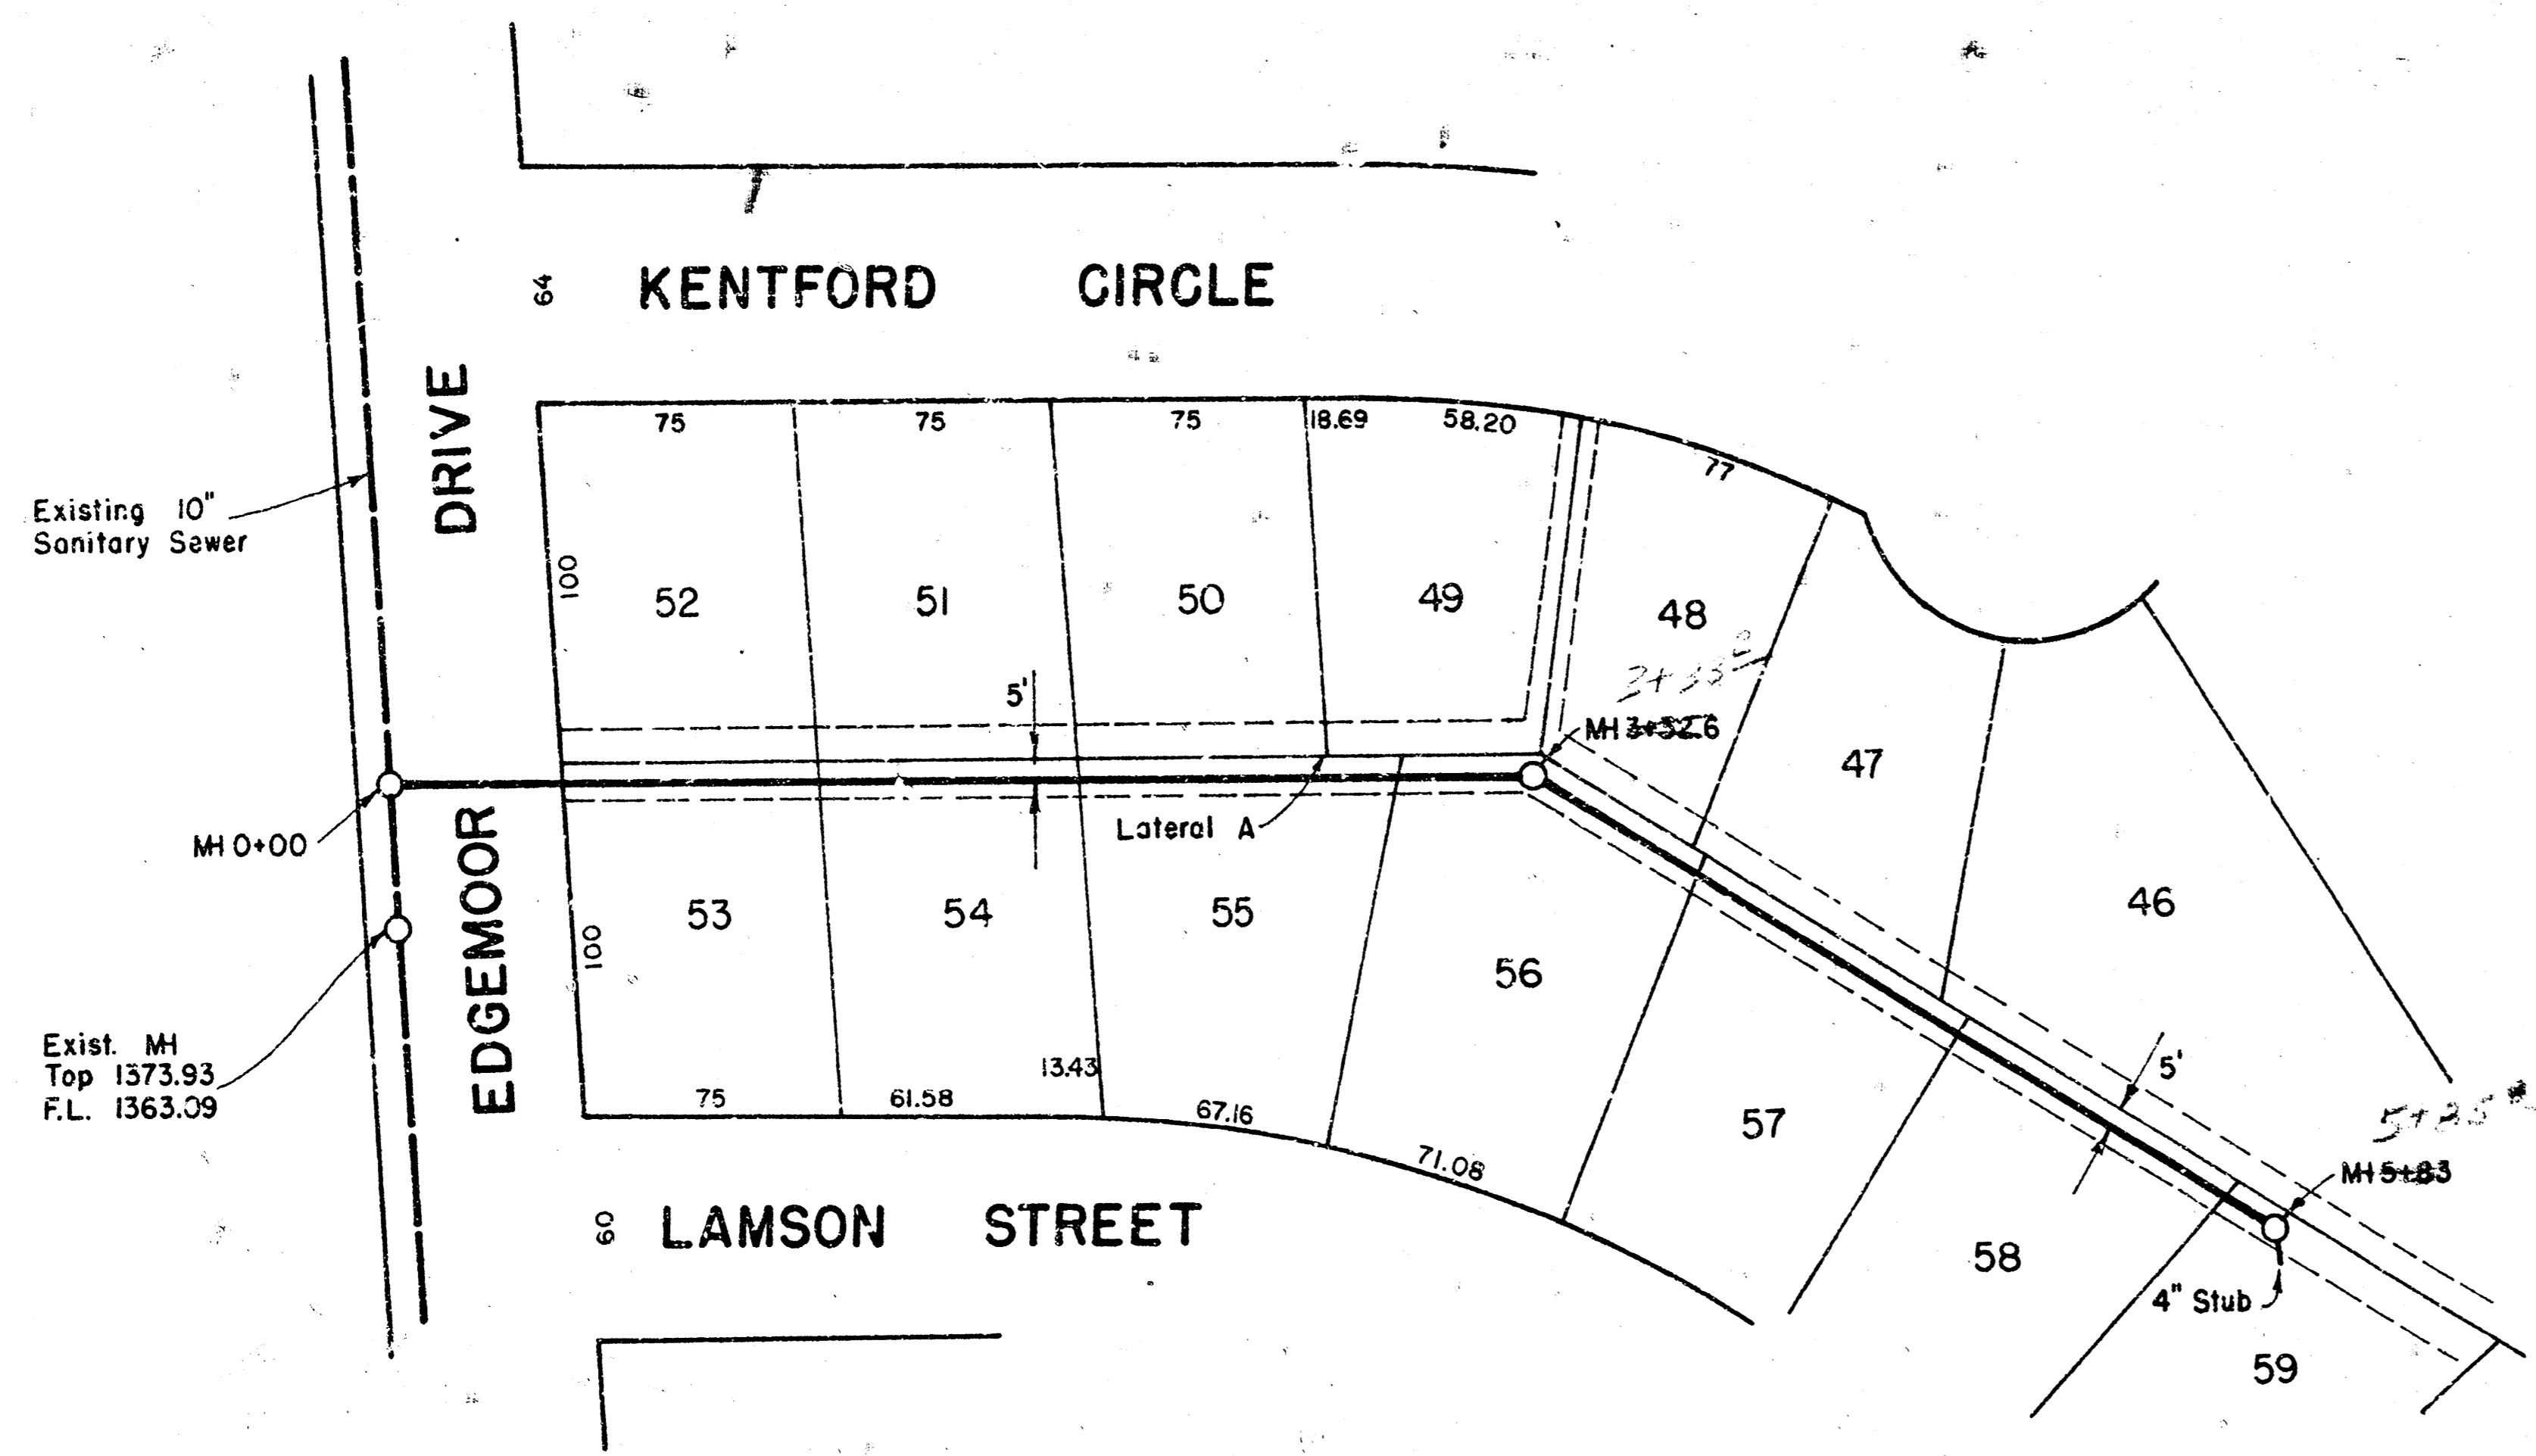 64
KENTFORD CIRCLE
DRIVE
75
75
75
18.69
58.20
77
Existing 10"
Sanitary Sewer
100
52
51
50
49
48
47
46
5'
MH 3+52.6
MH 0+00
Lateral A
EDGEMOOR
100
53
54
55
56
57
58
59
Exist. MH
Top 1373.93
F.L. 1363.09
75
61.58
13.43
67.16
71.08
5'
MH 5+83
4" Stub
60
LAMSON STREET